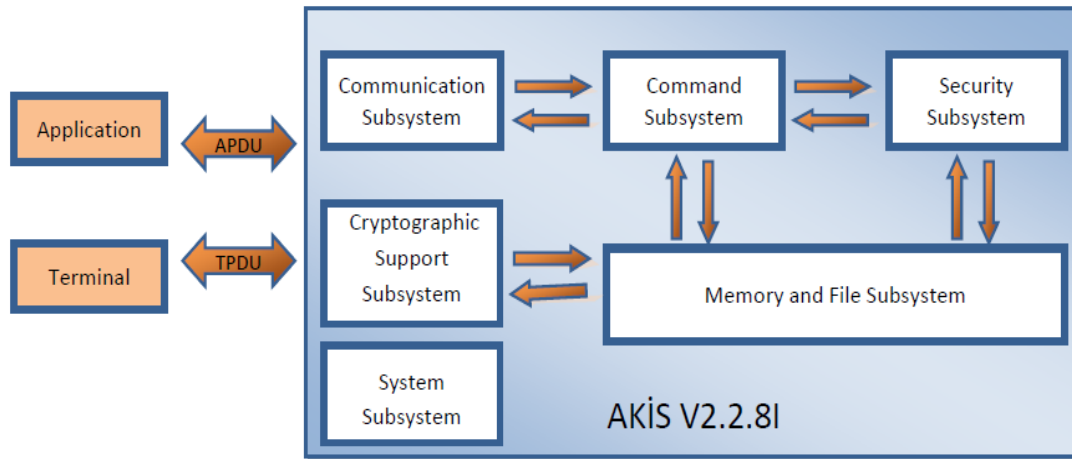 Application
APDU
Terminal
TPDU
Communication
Subsystem
Command
Subsystem
Security
Subsystem
Cryptographic
Support
Subsystem
Memory and File Subsystem
System
Subsystem
AKİS V2.2.8I